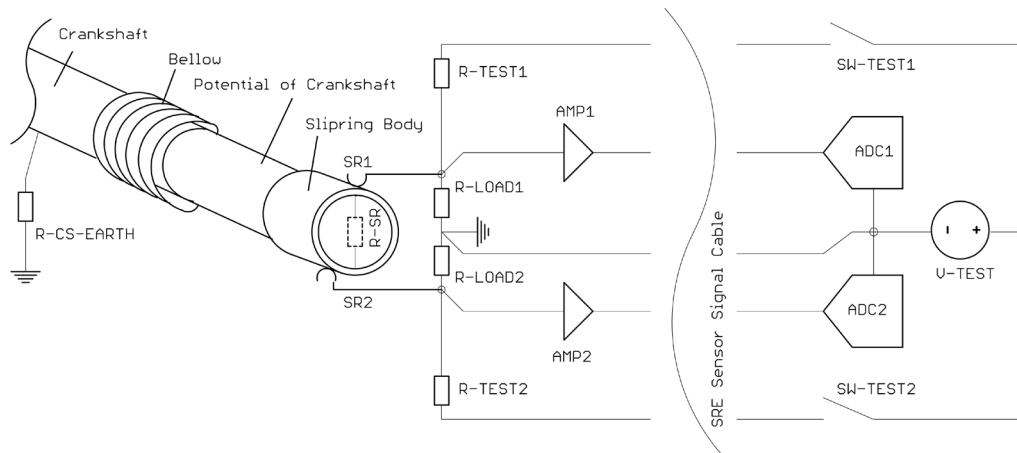 Crankshaft
Bellow
Potential of Crankshaft
Slipring Body
SR1
R-SR
SR2
R-CS-EARTH
R-TEST1
AMP1
R-LOAD1
R-LOAD2
AMP2
R-TEST2
SRE Sensor Signal Cable
SW-TEST1
ADC1
- +
V-TEST
ADC2
SW-TEST2